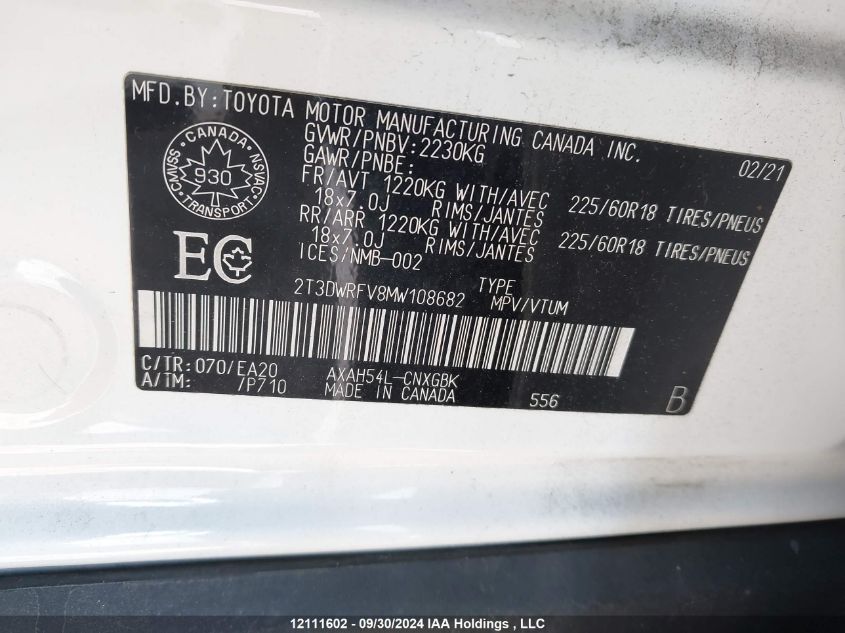 MFD.BY:TOYOTA MOTOR MANUFACTURING CANADA INC.
GVWR/PNBV:2230KG 02/21
GAWR/PNBE:
FR/AVT 1220KG WITH/AVEC 225/60R18 TIRES/PNEUS
18x7.0J RIMS/JANTES
RR/ARR 1220KG WITH/AVEC 225/60R18 TIRES/PNEUS
18x7.0J RIMS/JANTES
ICES/NMB-002
CANADA
CMVSS 930 NSVAC
TRANSPORT
EC
2T3DWRFV8MW108682 TYPE
MPV/VTUM
C/TR:070/EA20 AXAH54L-CNXGBK
A/TM: /P710 MADE IN CANADA 556 B
12111602 - 09/30/2024 IAA Holdings , LLC